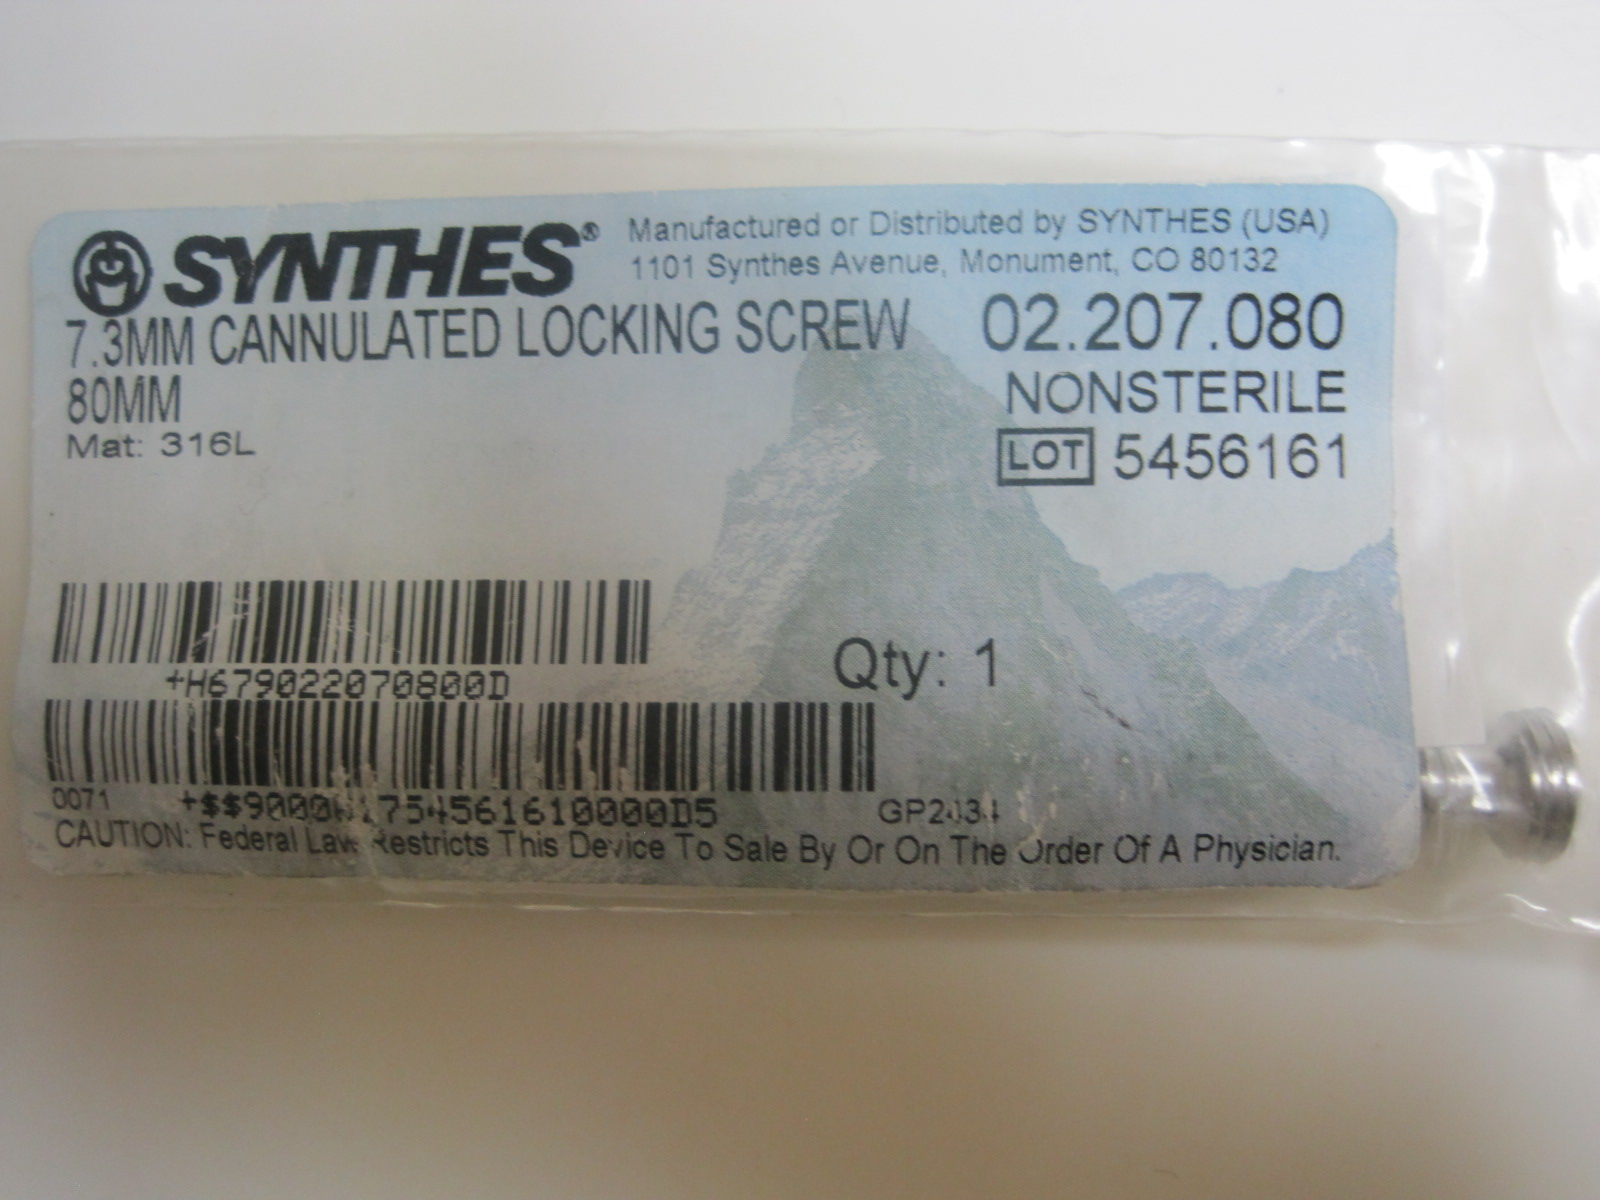 SYNTHES® Manufactured or Distributed by SYNTHES (USA)
1101 Synthes Avenue, Monument, CO 80132
7.3MM CANNULATED LOCKING SCREW 02.207.080
80MM NONSTERILE
Mat: 316L LOT 5456161
Qty: 1
+H679022070800D
0071 GP2434
CAUTION: Federal Law Restricts This Device To Sale By Or On The Order Of A Physician.